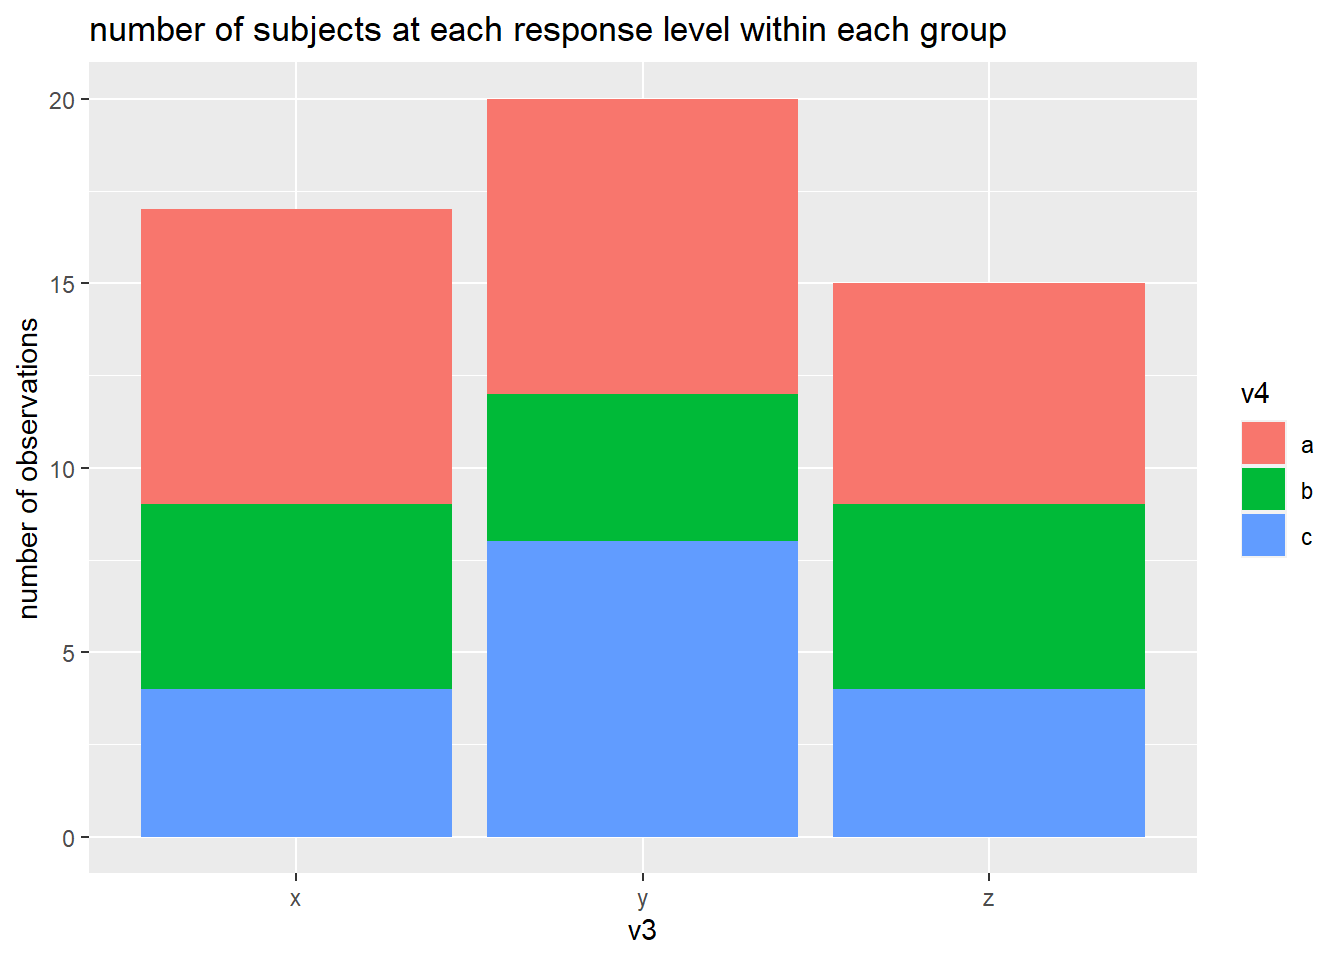 number of subjects at each response level within each group
number of observations
20
15
10
5
0
x
y
z
v3
v4
a
b
c